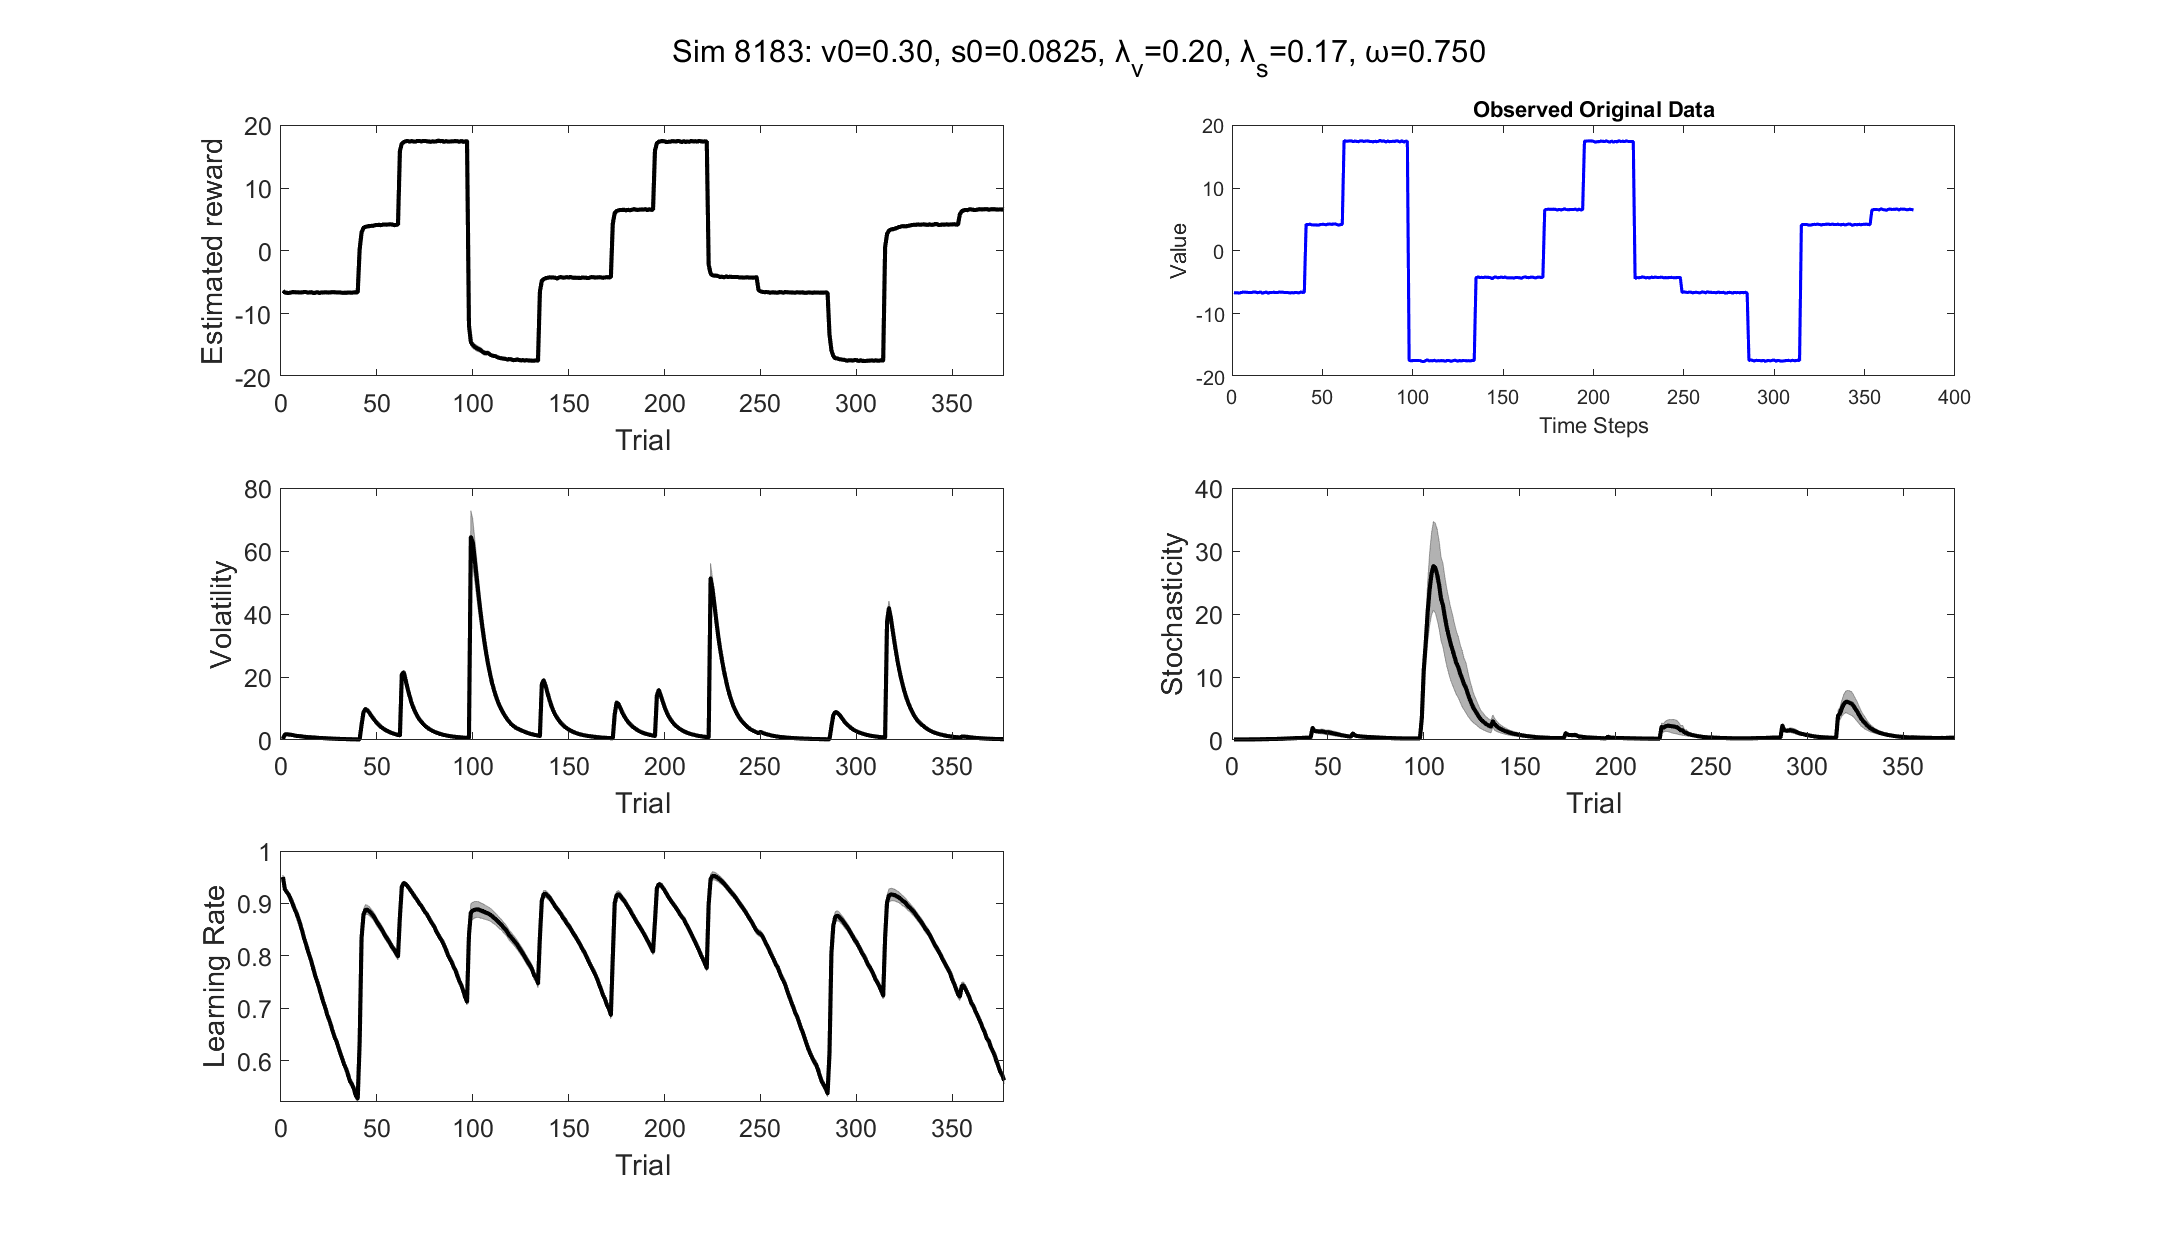 Sim 8183: v0=0.30, s0=0.0825, λ_v=0.20, λ_s=0.17, ω=0.750
20
10
0
-10
-20
Estimated reward
0 50 100 150 200 250 300 350
Trial
Observed Original Data
20
10
0
-10
-20
Value
0 50 100 150 200 250 300 350 400
Time Steps
80
60
40
20
0
Volatility
0 50 100 150 200 250 300 350
Trial
40
30
20
10
0
Stochasticity
0 50 100 150 200 250 300 350
Trial
1
0.9
0.8
0.7
0.6
Learning Rate
0 50 100 150 200 250 300 350
Trial